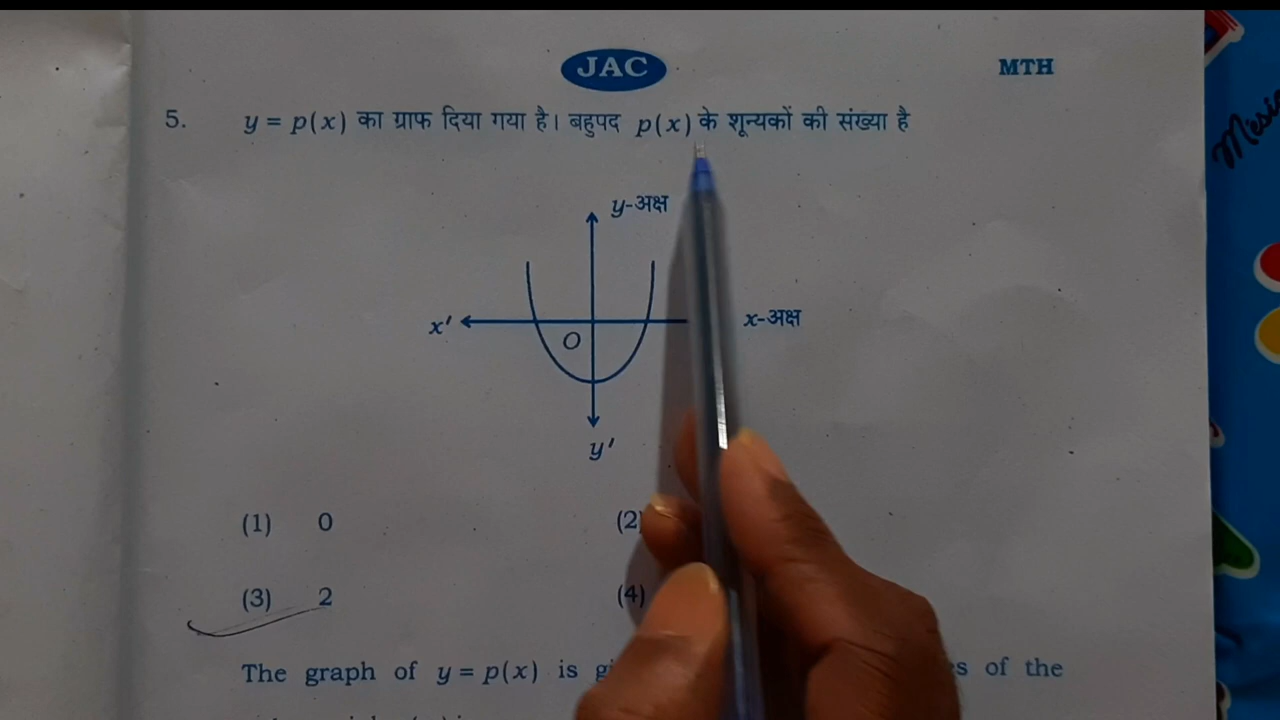 JAC MTH
5. y = p(x) का ग्राफ दिया गया है। बहुपद p(x) के शून्यकों की संख्या है
y-अक्ष
x' O x-अक्ष
y'
(1) 0 (2)
(3) 2 (4)
The graph of y = p(x) is of the